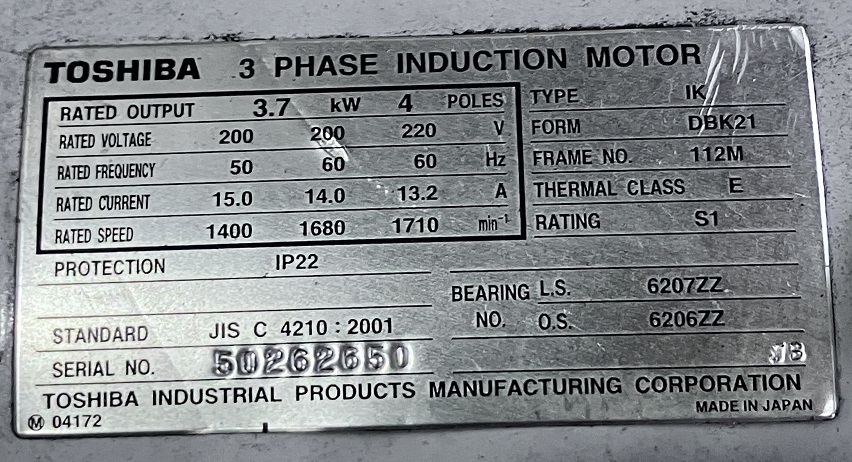 TOSHIBA 3 PHASE INDUCTION MOTOR
RATED OUTPUT 3.7 kW 4 POLES
RATED VOLTAGE 200 200 220 V
RATED FREQUENCY 50 60 60 Hz
RATED CURRENT 15.0 14.0 13.2 A
RATED SPEED 1400 1680 1710 min⁻¹
TYPE IK
FORM DBK21
FRAME NO. 112M
THERMAL CLASS E
RATING S1
PROTECTION IP22
BEARING L.S. 6207ZZ
NO. O.S. 6206ZZ
STANDARD JIS C 4210 : 2001
SERIAL NO. 50262650
TOSHIBA INDUSTRIAL PRODUCTS MANUFACTURING CORPORATION
Ⓜ 04172
MADE IN JAPAN